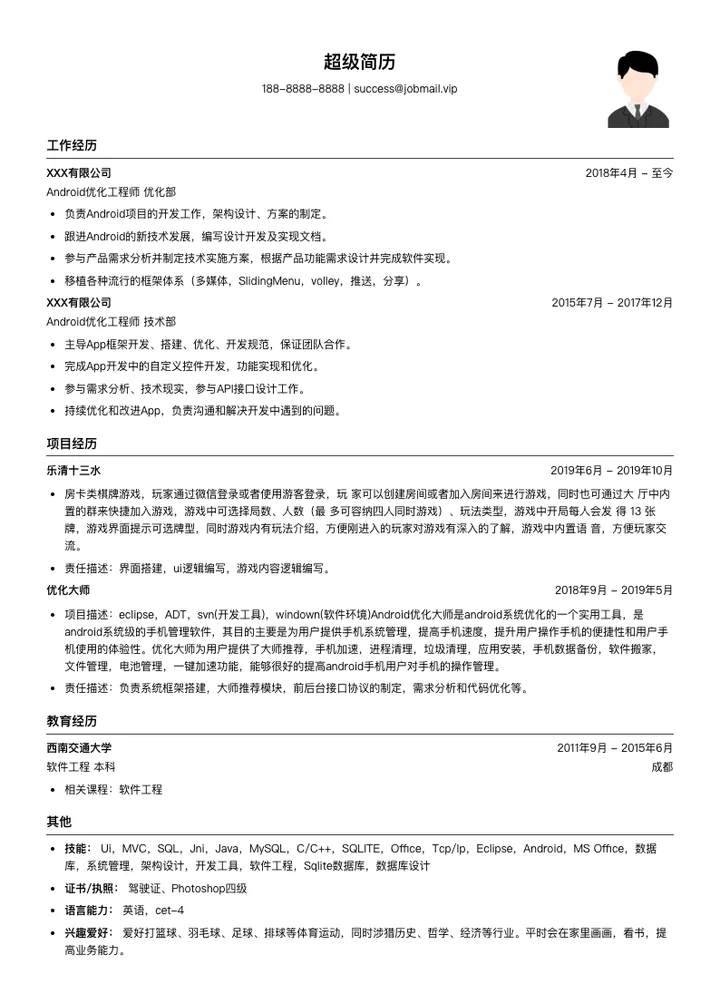 超级简历
188-8888-8888 | success@jobmail.vip
工作经历
XXX有限公司 2018年4月 – 至今
Android优化工程师 优化部
• 负责Android项目的开发工作，架构设计、方案的制定。
• 跟进Android的新技术发展，编写设计开发及实现文档。
• 参与产品需求分析并制定技术实施方案，根据产品功能需求设计并完成软件实现。
• 移植各种流行的框架体系（多媒体，SlidingMenu，volley，推送，分享）。
XXX有限公司 2015年7月 – 2017年12月
Android优化工程师 技术部
• 主导App框架开发、搭建、优化、开发规范，保证团队合作。
• 完成App开发中的自定义控件开发，功能实现和优化。
• 参与需求分析、技术现实，参与API接口设计工作。
• 持续优化和改进App，负责沟通和解决开发中遇到的问题。
项目经历
乐清十三水 2019年6月 – 2019年10月
• 房卡类棋牌游戏，玩家通过微信登录或者使用游客登录，玩 家可以创建房间或者加入房间来进行游戏，同时也可通过大 厅中内
置的群来快捷加入游戏，游戏中可选择局数、人数（最 多可容纳四人同时游戏）、玩法类型，游戏中开局每人会发 得 13 张
牌，游戏界面提示可选牌型，同时游戏内有玩法介绍，方便刚进入的玩家对游戏有深入的了解，游戏中内置语 音，方便玩家交
流。
• 责任描述：界面搭建，ui逻辑编写，游戏内容逻辑编写。
优化大师 2018年9月 – 2019年5月
• 项目描述：eclipse，ADT，svn(开发工具)，windown(软件环境)Android优化大师是android系统优化的一个实用工具，是
android系统级的手机管理软件，其目的主要是为用户提供手机系统管理，提高手机速度，提升用户操作手机的便捷性和用户手
机使用的体验性。优化大师为用户提供了大师推荐，手机加速，进程清理，垃圾清理，应用安装，手机数据备份，软件搬家，
文件管理，电池管理，一键加速功能，能够很好的提高android手机用户对手机的操作管理。
• 责任描述：负责系统框架搭建，大师推荐模块，前后台接口协议的制定，需求分析和代码优化等。
教育经历
西南交通大学 2011年9月 – 2015年6月
软件工程 本科 成都
• 相关课程：软件工程
其他
• 技能： Ui，MVC，SQL，Jni，Java，MySQL，C/C++，SQLITE，Office，Tcp/Ip，Eclipse，Android，MS Office，数据
库，系统管理，架构设计，开发工具，软件工程，Sqlite数据库，数据库设计
• 证书/执照： 驾驶证、Photoshop四级
• 语言能力： 英语，cet-4
• 兴趣爱好： 爱好打篮球、羽毛球、足球、排球等体育运动，同时涉猎历史、哲学、经济等行业。平时会在家里画画，看书，提
高业务能力。